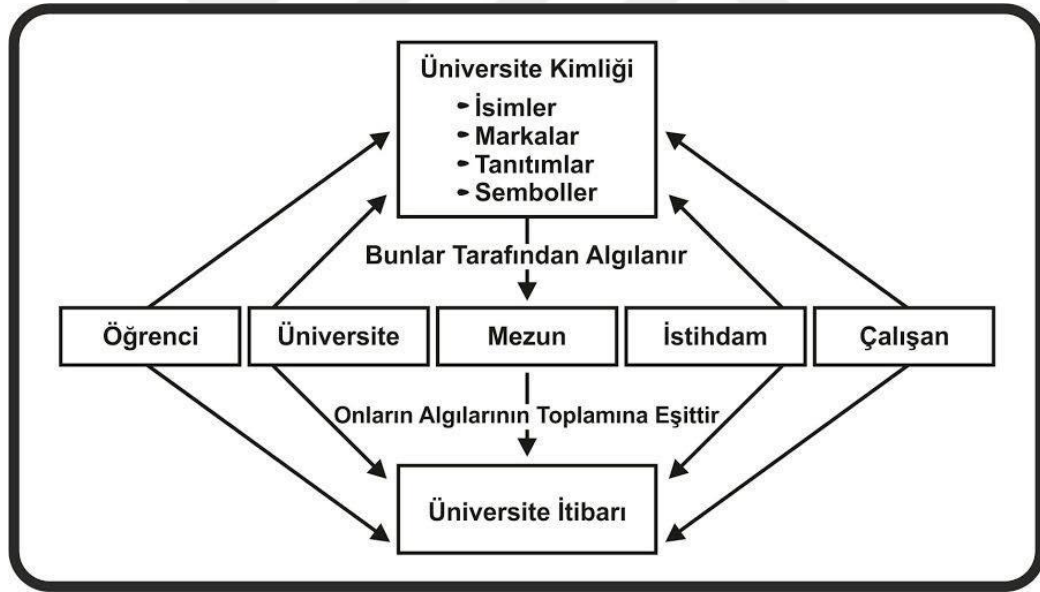 Üniversite Kimliği
İsimler
Markalar
Tanıtımlar
Semboller
Bunlar Tarafından Algılanır
Öğrenci
Üniversite
Mezun
İstihdam
Çalışan
Onların Algılarının Toplamına Eşittir
Üniversite İtibarı